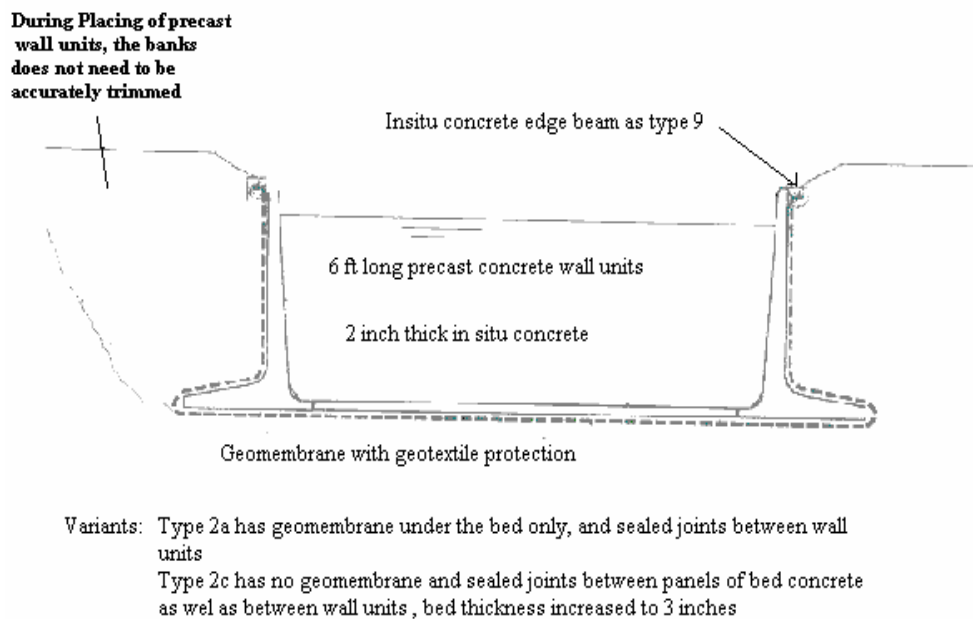 During Placing of precast
wall units, the banks
does not need to be
accurately trimmed
Insitu concrete edge beam as type 9
6 ft long precast concrete wall units
2 inch thick in situ concrete
Geomembrane with geotextile protection
Variants: Type 2a has geomembrane under the bed only, and sealed joints between wall
units
Type 2c has no geomembrane and sealed joints between panels of bed concrete
as wel as between wall units , bed thickness increased to 3 inches